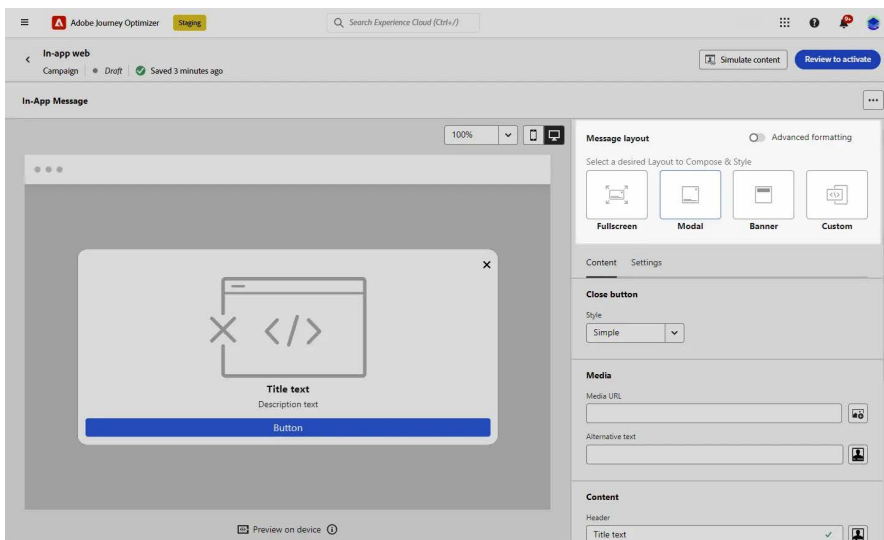 Adobe Journey Optimizer Staging Search Experience Cloud (Ctrl+/) 9+
In-app web
Campaign Draft Saved 3 minutes ago
Simulate content Review to activate
In-App Message
100%
Message layout Advanced formatting
Select a desired Layout to Compose & Style
Fullscreen Modal Banner Custom
Content Settings
Close button
Style
Simple
Media
Media URL
Alternative text
Content
Header
Title text
</>
Title text
Description text
Button
Preview on device